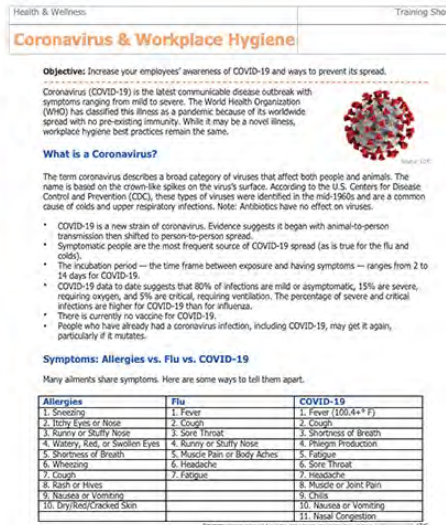 Health & Wellness
Training Sho
Coronavirus & Workplace Hygiene
Objective: Increase your employees' awareness of COVID-19 and ways to prevent its spread.
Coronavirus (COVID-19) is the latest communicable disease outbreak with
symptoms ranging from mild to severe. The World Health Organization
(WHO) has classified this illness as a pandemic because of its worldwide
spread with no pre-existing immunity. While it may be a novel illness,
workplace hygiene best practices remain the same.
Source: CDC
What is a Coronavirus?
The term coronavirus describes a broad category of viruses that affect both people and animals. The
name is based on the crown-like spikes on the virus's surface. According to the U.S. Centers for Disease
Control and Prevention (CDC), these types of viruses were identified in the mid-1960s and are a common
cause of colds and upper respiratory infections. Note: Antibiotics have no effect on viruses.
• COVID-19 is a new strain of coronavirus. Evidence suggests it began with animal-to-person
transmission then shifted to person-to-person spread.
• Symptomatic people are the most frequent source of COVID-19 spread (as is true for the flu and
colds).
• The incubation period — the time frame between exposure and having symptoms — ranges from 2 to
14 days for COVID-19.
• COVID-19 data to date suggests that 80% of infections are mild or asymptomatic, 15% are severe,
requiring oxygen, and 5% are critical, requiring ventilation. The percentage of severe and critical
infections are higher for COVID-19 than for influenza.
• There is currently no vaccine for COVID-19.
• People who have already had a coronavirus infection, including COVID-19, may get it again,
particularly if it mutates.
Symptoms: Allergies vs. Flu vs. COVID-19
Many ailments share symptoms. Here are some ways to tell them apart.
Allergies Flu COVID-19
1. Sneezing 1. Fever 1. Fever (100.4+° F)
2. Itchy Eyes or Nose 2. Cough 2. Cough
3. Runny or Stuffy Nose 3. Sore Throat 3. Shortness of Breath
4. Watery, Red, or Swollen Eyes 4. Runny or Stuffy Nose 4. Phlegm Production
5. Shortness of Breath 5. Muscle Pain or Body Aches 5. Fatigue
6. Wheezing 6. Headache 6. Sore Throat
7. Cough 7. Fatigue 7. Headache
8. Rash or Hives 8. Muscle or Joint Pain
9. Nausea or Vomiting 9. Chills
10. Dry/Red/Cracked Skin 10. Nausea or Vomiting
11. Nasal Congestion